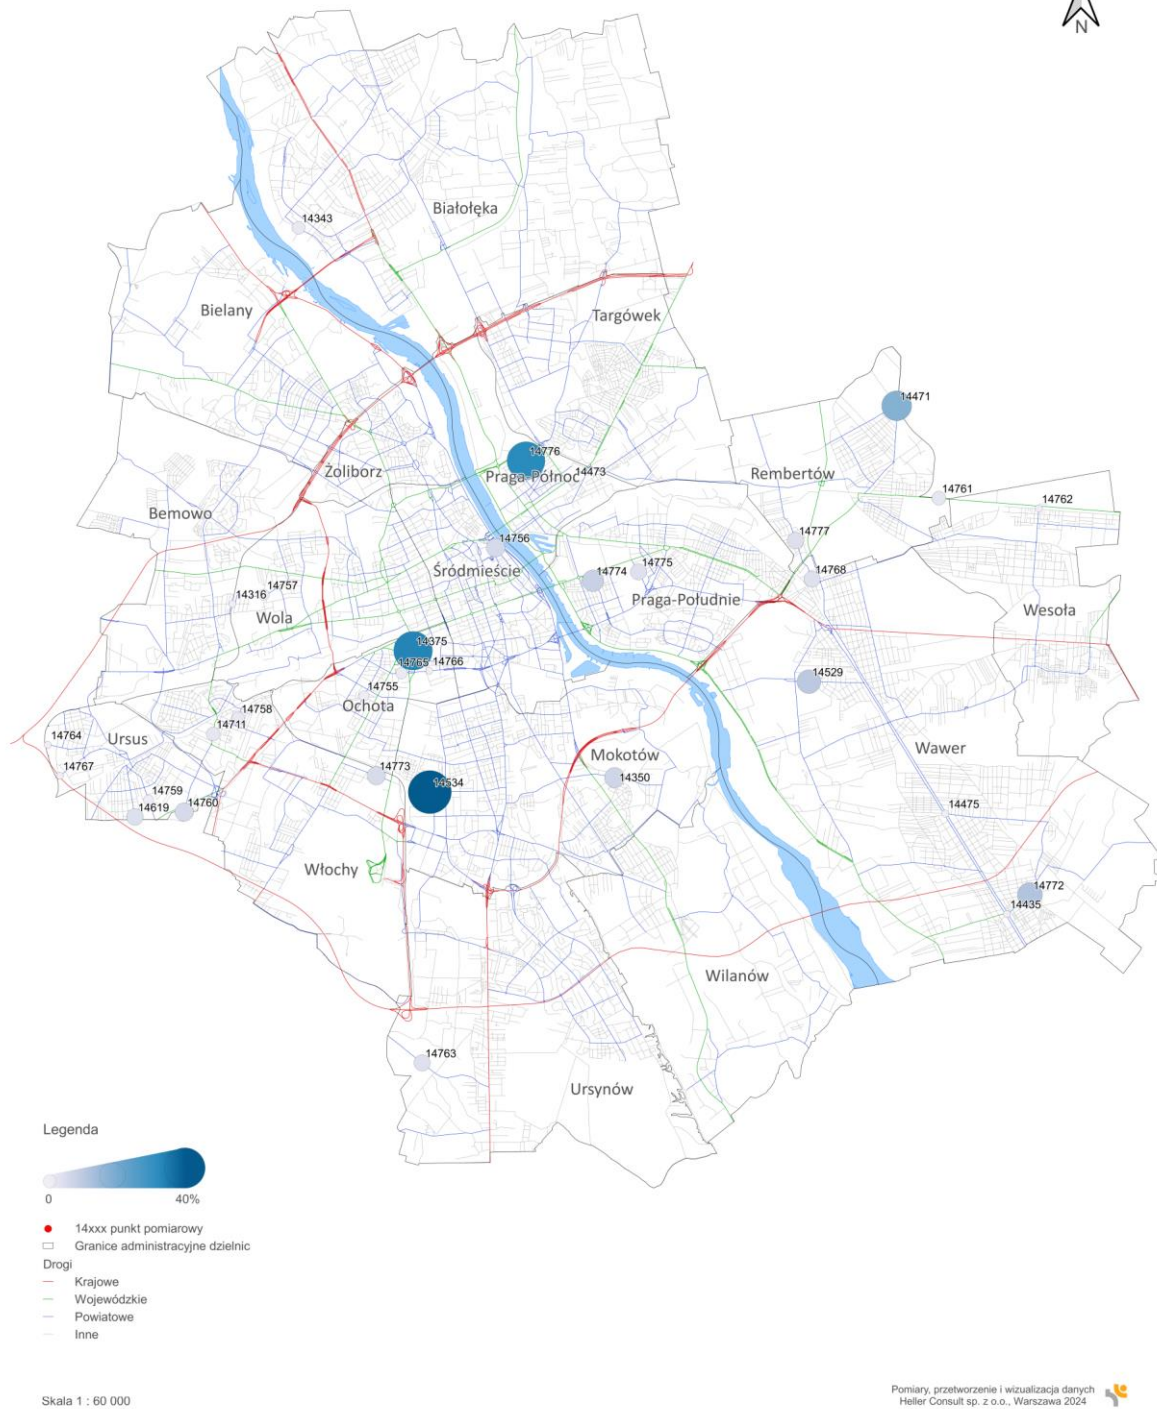 N
14343
Białołęka
Bielany
Targówek
14471
14776
Żoliborz
Praga-Północ
14473
Rembertów
14761
14762
Bemowo
14756
14777
Śródmieście
14774
14775
14768
14316
14757
Praga-Południe
Wesoła
Wola
14375
14765
14766
14529
14755
Ochota
14758
14764
Ursus
14711
Wawer
14767
14773
Mokotów
14350
14534
14759
14619
14760
14475
Włochy
14772
14435
Wilanów
14763
Ursynów
Legenda
0
40%
14xxx punkt pomiarowy
Granice administracyjne dzielnic
Drogi
Krajowe
Wojewódzkie
Powiatowe
Inne
Skala 1 : 60 000
Pomiary, przetworzenie i wizualizacja danych
Heller Consult sp. z o.o., Warszawa 2024